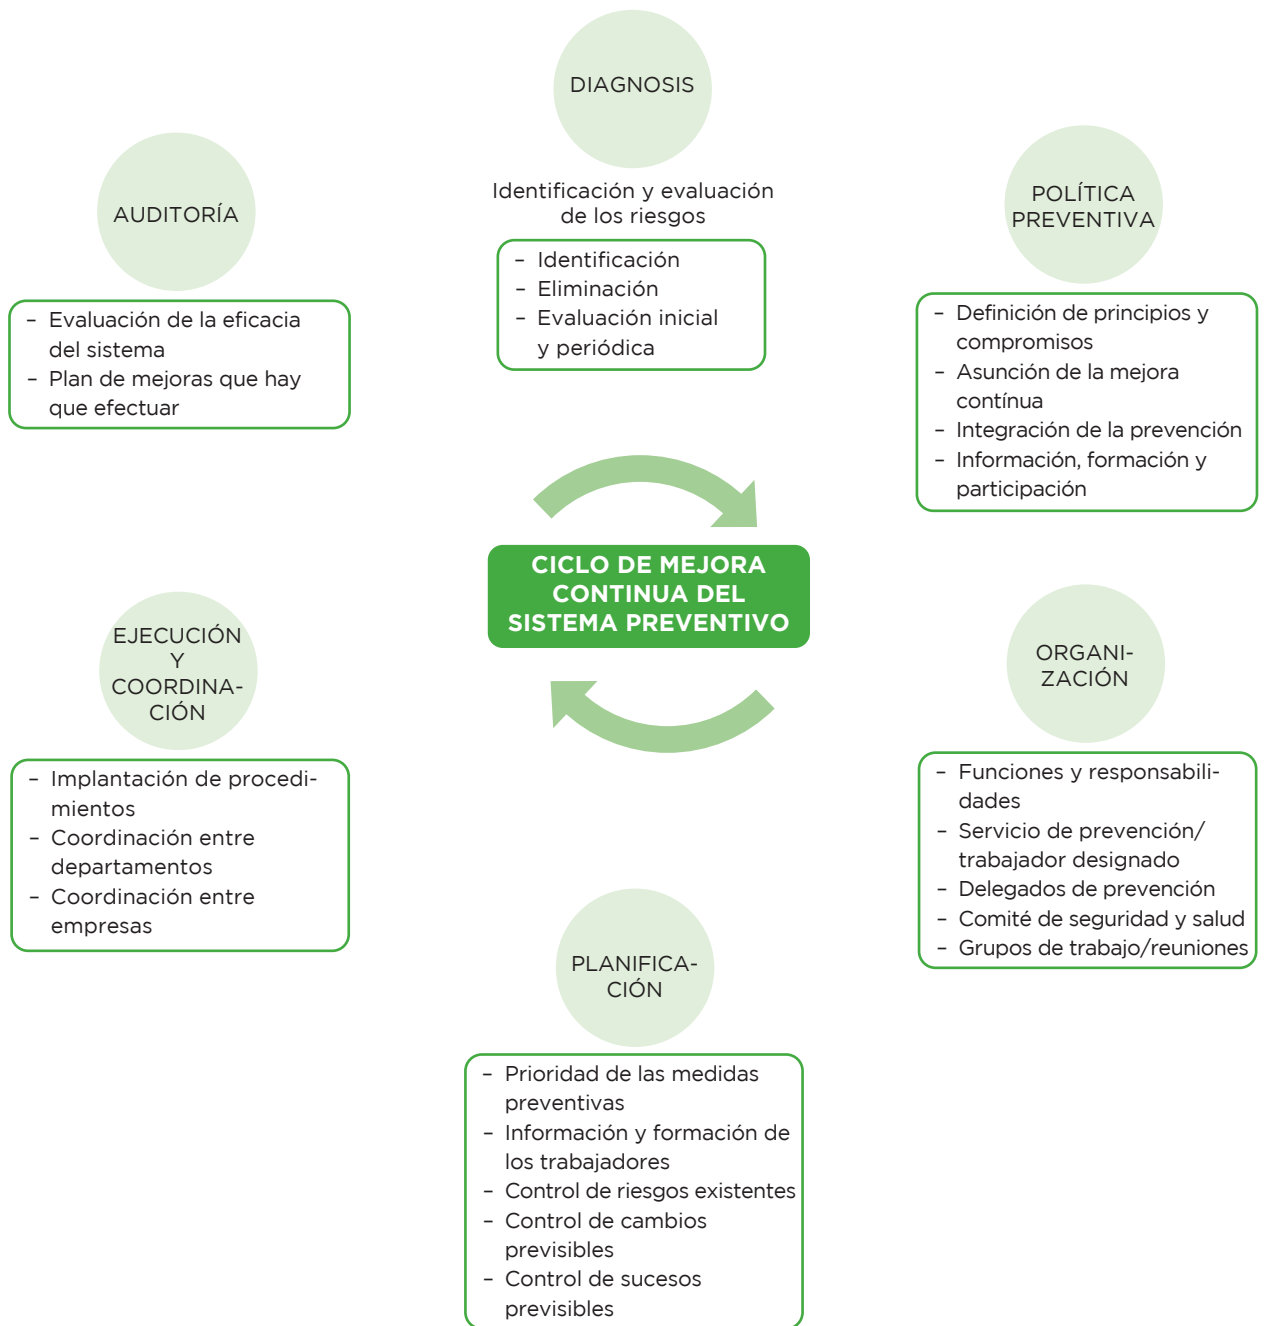 DIAGNOSIS
Identificación y evaluación
de los riesgos
– Identificación
– Eliminación
– Evaluación inicial
y periódica
POLÍTICA
PREVENTIVA
– Definición de principios y
compromisos
– Asunción de la mejora
contínua
– Integración de la prevención
– Información, formación y
participación
ORGANI-
ZACIÓN
– Funciones y responsabili-
dades
– Servicio de prevención/
trabajador designado
– Delegados de prevención
– Comité de seguridad y salud
– Grupos de trabajo/reuniones
PLANIFICA-
CIÓN
– Prioridad de las medidas
preventivas
– Información y formación de
los trabajadores
– Control de riesgos existentes
– Control de cambios
previsibles
– Control de sucesos
previsibles
EJECUCIÓN
Y
COORDINA-
CIÓN
– Implantación de procedi-
mientos
– Coordinación entre
departamentos
– Coordinación entre
empresas
AUDITORÍA
– Evaluación de la eficacia
del sistema
– Plan de mejoras que hay
que efectuar
CICLO DE MEJORA
CONTINUA DEL
SISTEMA PREVENTIVO